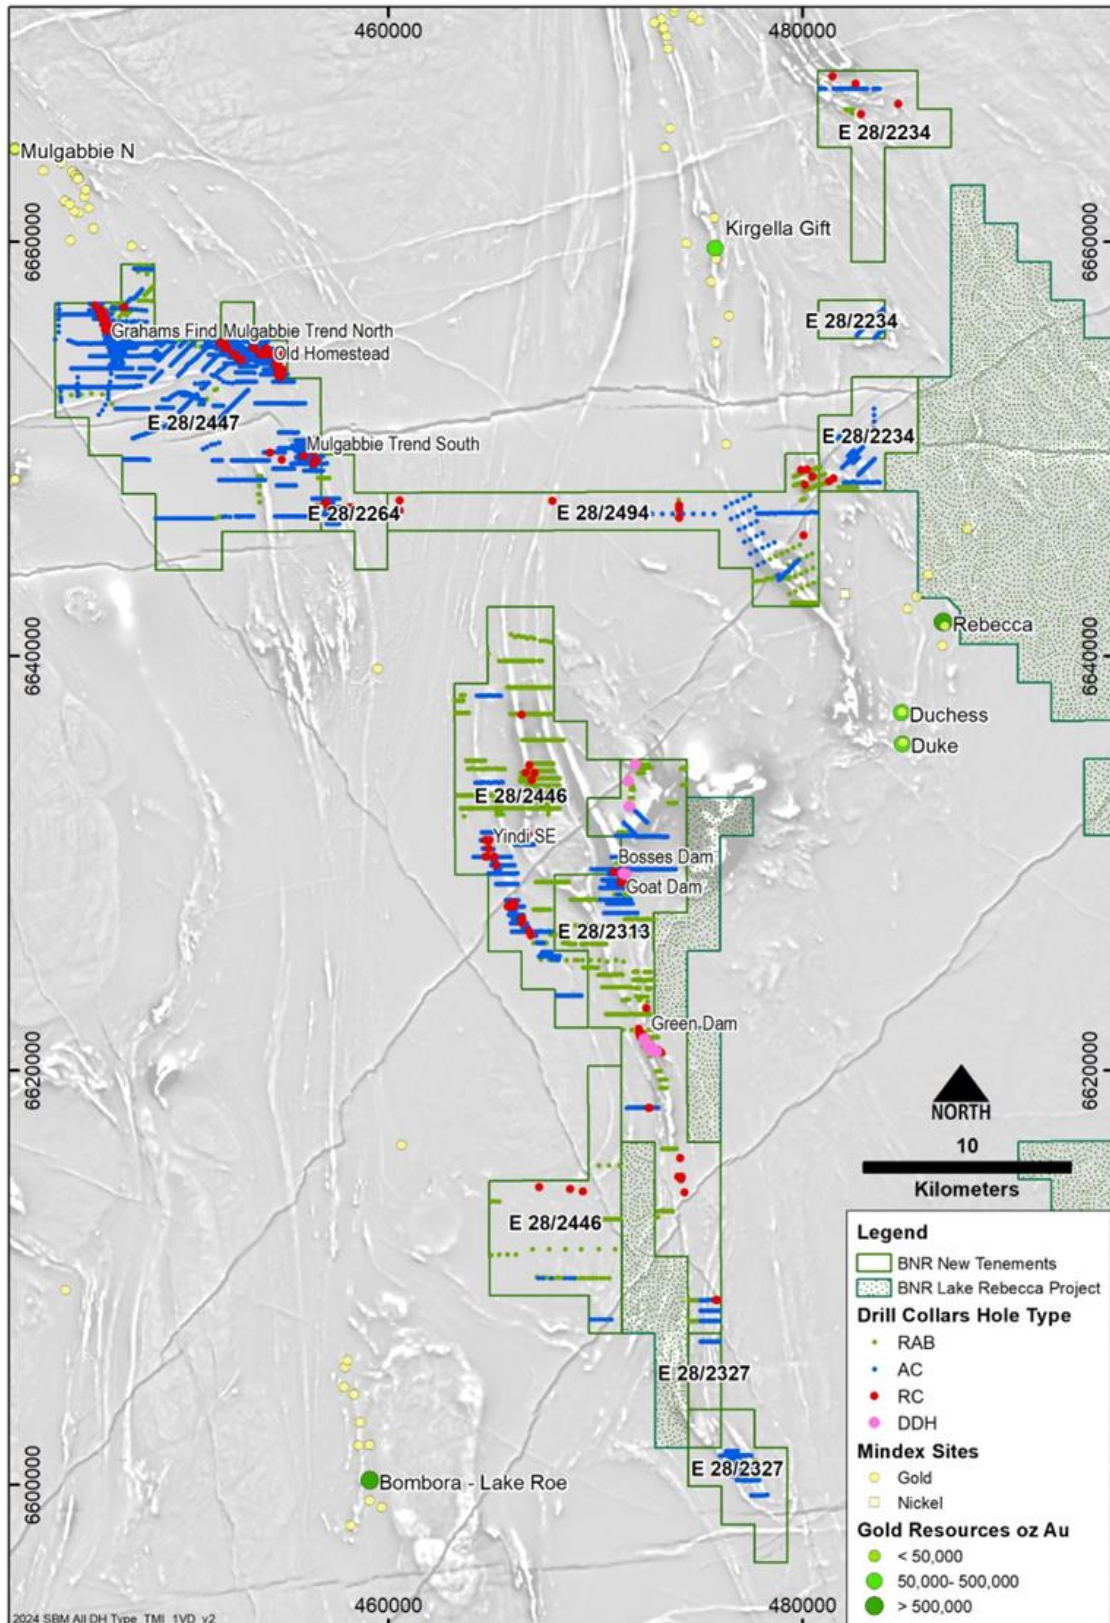 460000
480000
E 28/2234
Mulgabbie N
Kirgella Gift
6660000
6660000
E 28/2234
Grahams Find
Mulgabbie Trend North
Old Homestead
E 28/2447
E 28/2234
Mulgabbie Trend South
E 28/2264
E 28/2494
Rebecca
6640000
6640000
Duchess
Duke
E 28/2446
Yindi SE
Bosses Dam
Goat Dam
E 28/2313
Green Dam
6620000
6620000
NORTH
10
Kilometers
E 28/2446
E 28/2327
E 28/2327
6600000
Bombora - Lake Roe
Legend
BNR New Tenements
BNR Lake Rebecca Project
Drill Collars Hole Type
RAB
AC
RC
DDH
Mindex Sites
Gold
Nickel
Gold Resources oz Au
< 50,000
50,000- 500,000
> 500,000
2024 SBM All DH Type_TMI_1VD_v2
460000
480000